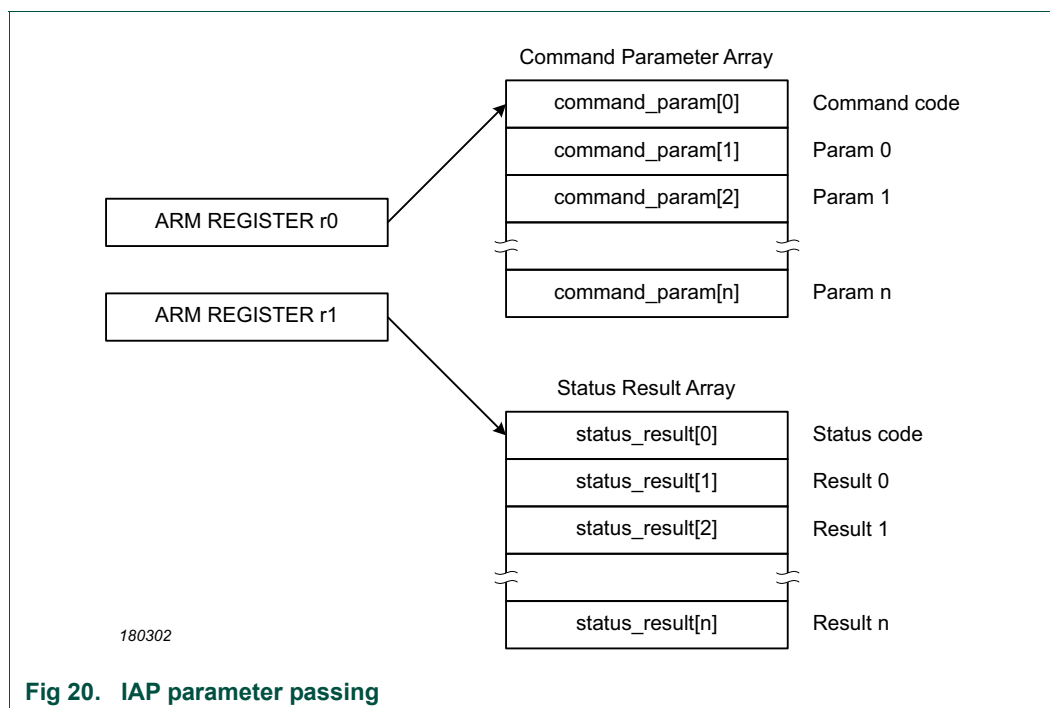 Command Parameter Array
command_param[0] Command code
command_param[1] Param 0
command_param[2] Param 1
ARM REGISTER r0
command_param[n] Param n
ARM REGISTER r1
Status Result Array
status_result[0] Status code
status_result[1] Result 0
status_result[2] Result 1
status_result[n] Result n
180302
Fig 20. IAP parameter passing